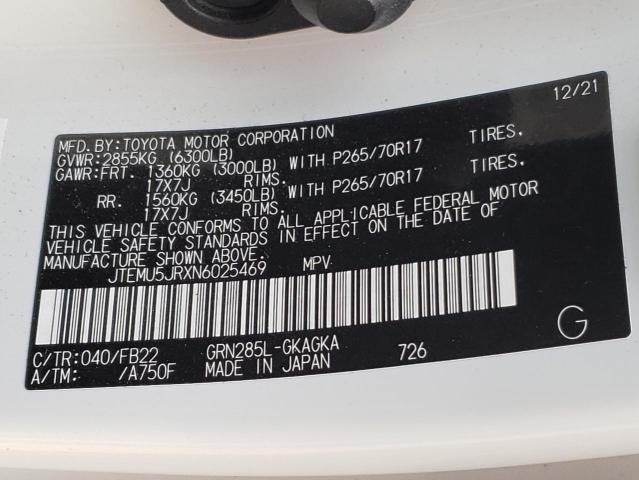 12/21
MFD. BY: TOYOTA MOTOR CORPORATION
GVWR: 2855KG (6300LB)
GAWR: FRT. 1360KG (3000LB) WITH P265/70R17 TIRES.
17X7J RIMS.
RR. 1560KG (3450LB) WITH P265/70R17 TIRES.
17X7J RIMS.
THIS VEHICLE CONFORMS TO ALL APPLICABLE FEDERAL MOTOR
VEHICLE SAFETY STANDARDS IN EFFECT ON THE DATE OF
MANUFACTURE SHOWN ABOVE.
JTEMU5JRXN6025469 MPV
G
C/TR: 040/FB22 GRN285L-GKAGKA 726
A/TM: /A750F MADE IN JAPAN